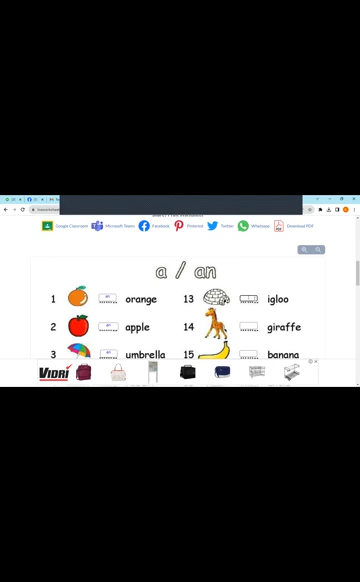 Google Classroom Microsoft Teams Facebook Pinterest Twitter Whatsapp Download PDF
a / an
1 an orange 13 igloo
2 an apple 14 giraffe
3 an umbrella 15 banana
VIDRI